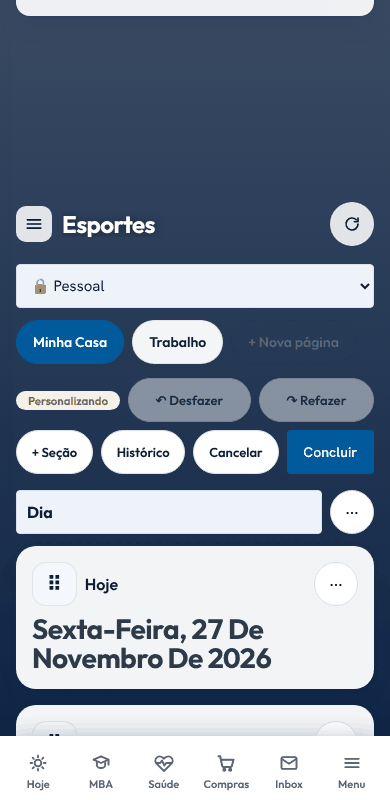 Esportes
🔒 Pessoal
Minha Casa
Trabalho
+ Nova página
Personalizando
↶ Desfazer
↷ Refazer
+ Seção
Histórico
Cancelar
Concluir
Dia
...
Hoje
...
Sexta-Feira, 27 De
Novembro De 2026
Hoje
MBA
Saúde
Compras
Inbox
Menu